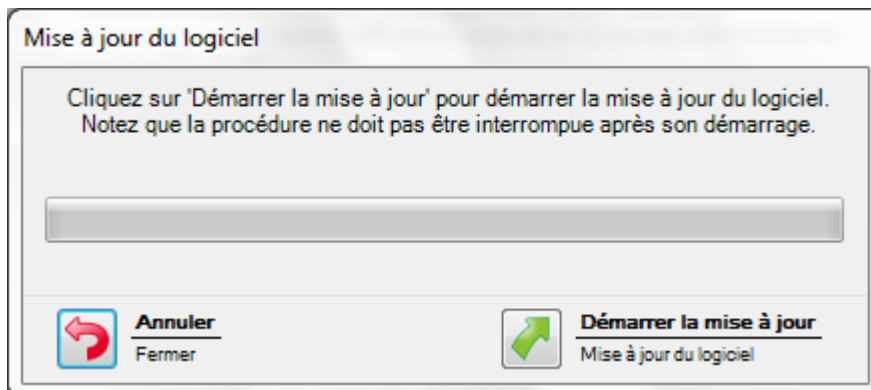 Mise à jour du logiciel
Cliquez sur 'Démarrer la mise à jour' pour démarrer la mise à jour du logiciel.
Notez que la procédure ne doit pas être interrompue après son démarrage.
Annuler
Fermer
Démarrer la mise à jour
Mise à jour du logiciel